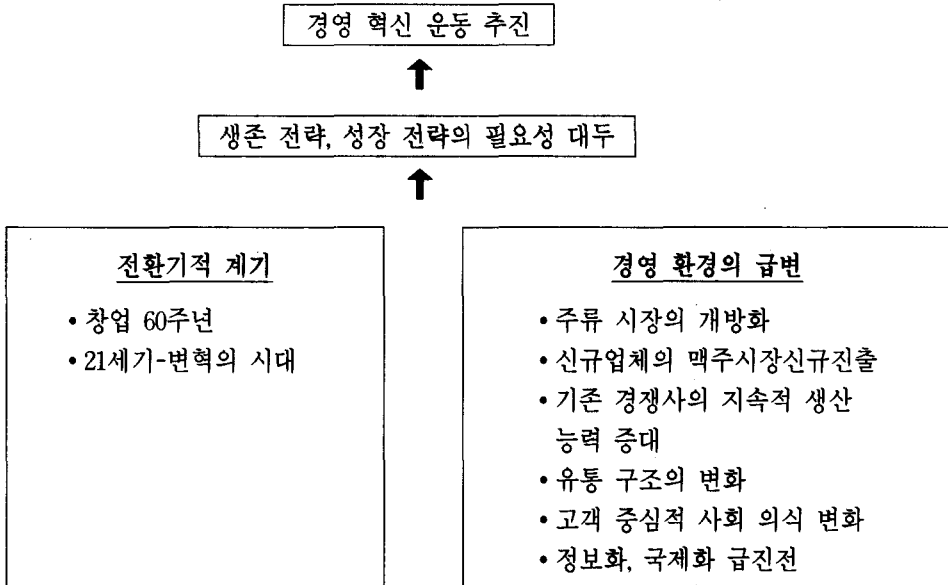 경영 혁신 운동 추진
생존 전략, 성장 전략의 필요성 대두
전환기적 계기
• 창업 60주년
• 21세기-변혁의 시대
경영 환경의 급변
• 주류 시장의 개방화
• 신규업체의 맥주시장신규진출
• 기존 경쟁사의 지속적 생산
능력 증대
• 유통 구조의 변화
• 고객 중심적 사회 의식 변화
• 정보화, 국제화 급진전